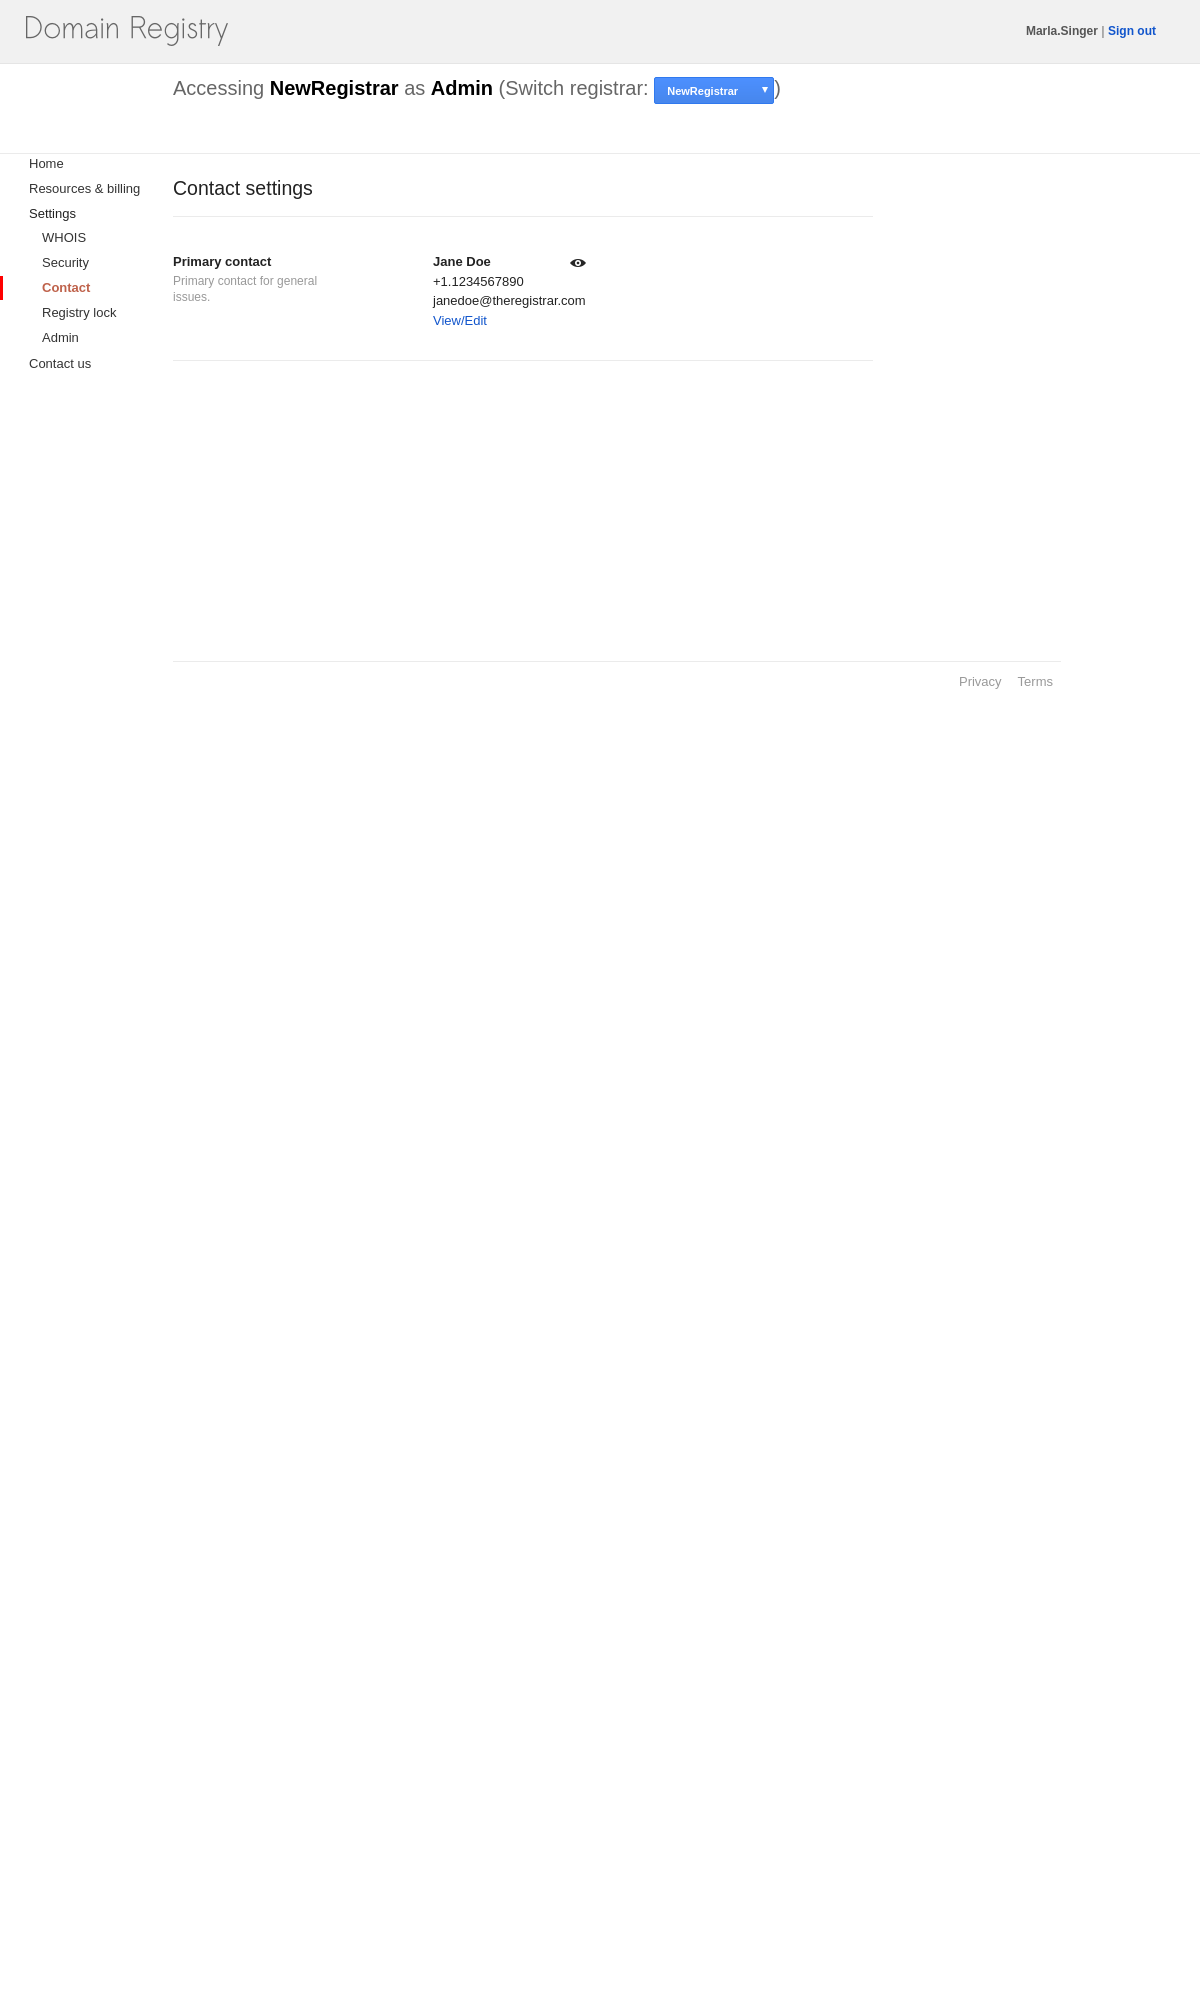 Domain Registry
Marla.Singer | Sign out
Accessing NewRegistrar as Admin (Switch registrar: NewRegistrar ▼)
Home
Resources & billing
Settings
WHOIS
Security
Contact
Registry lock
Admin
Contact us
Contact settings
Primary contact
Primary contact for general
issues.
Jane Doe
+1.1234567890
janedoe@theregistrar.com
View/Edit
Privacy Terms